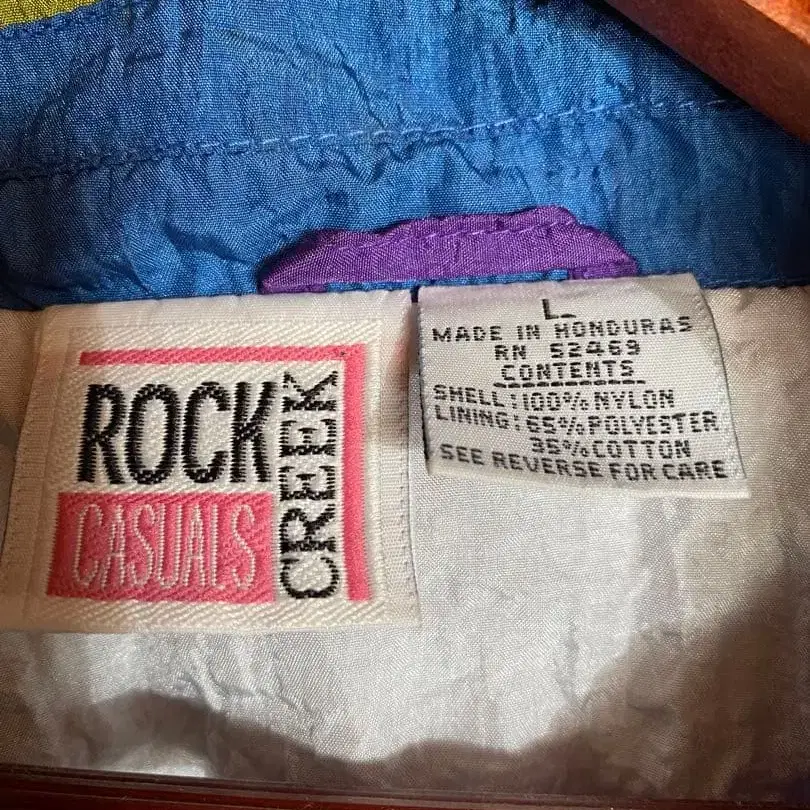 ROCK
CREEK
CASUALS
L
MADE IN HONDURAS
RN 52469
CONTENTS
SHELL: 100% NYLON
LINING: 65% POLYESTER
35% COTTON
SEE REVERSE FOR CARE